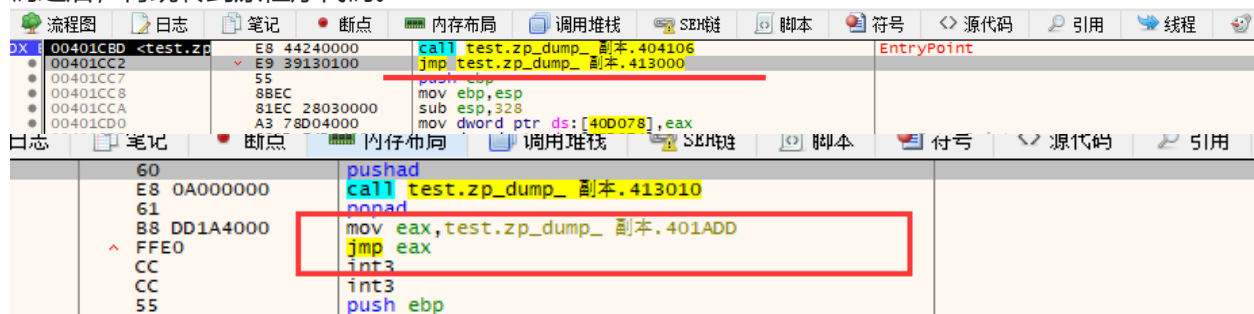 流程图 日志 笔记 断点 内存布局 调用堆栈 SEH链 脚本 符号 源代码 引用 线程
00401CBD <test.zp E8 44240000 call test.zp_dump_ 副本.404106 EntryPoint
00401CC2 E9 39130100 jmp test.zp_dump_ 副本.413000
00401CC7 55 push ebp
00401CC8 8BEC mov ebp,esp
00401CCA 81EC 28030000 sub esp,328
00401CD0 A3 78D04000 mov dword ptr ds:[40D078],eax
日志 笔记 断点 内存布局 调用堆栈 SEH链 脚本 符号 源代码 引用
60 pushad
E8 0A000000 call test.zp_dump_ 副本.413010
61 popad
B8 DD1A4000 mov eax,test.zp_dump_ 副本.401ADD
FFE0 jmp eax
CC int3
CC int3
55 push ebp